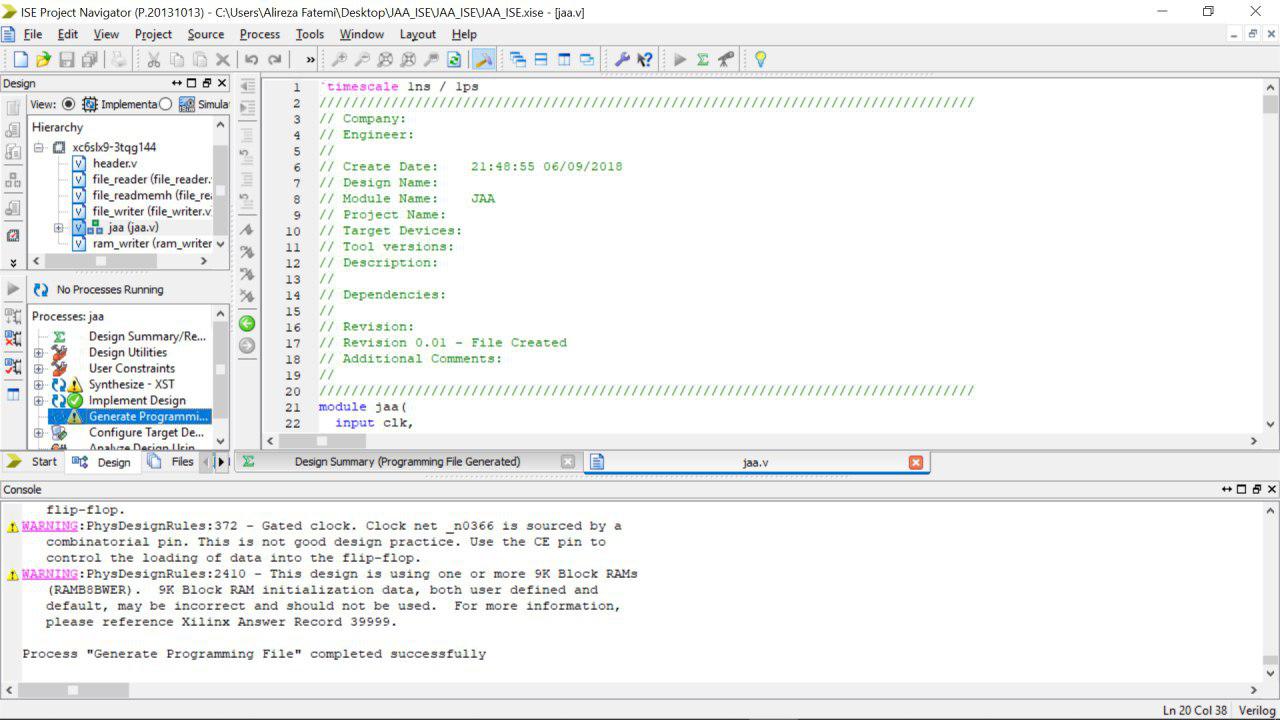 ISE Project Navigator (P.20131013) - C:\Users\Alireza Fatemi\Desktop\JAA_ISE\JAA_ISE\JAA_ISE.xise - [jaa.v]
File Edit View Project Source Process Tools Window Layout Help
Design
View: Implementa Simula
Hierarchy
xc6slx9-3tqg144
header.v
file_reader (file_reader.
file_readmemh (file_rea
file_writer (file_writer.v
jaa (jaa.v)
ram_writer (ram_writer
No Processes Running
Processes: jaa
Design Summary/Re...
Design Utilities
User Constraints
Synthesize - XST
Implement Design
Generate Programmi...
Configure Target De...
Analyze Design Usin
Start Design Files
1 `timescale 1ns / 1ps
2 //////////////////////////////////////////////////////////////////////////////////
3 // Company:
4 // Engineer:
5 //
6 // Create Date:    21:48:55 06/09/2018
7 // Design Name:
8 // Module Name:    JAA
9 // Project Name:
10 // Target Devices:
11 // Tool versions:
12 // Description:
13 //
14 // Dependencies:
15 //
16 // Revision:
17 // Revision 0.01 - File Created
18 // Additional Comments:
19 //
20 //////////////////////////////////////////////////////////////////////////////////
21 module jaa(
22   input clk,
Design Summary (Programming File Generated) jaa.v
Console
flip-flop.
WARNING:PhysDesignRules:372 - Gated clock. Clock net _n0366 is sourced by a
combinatorial pin. This is not good design practice. Use the CE pin to
control the loading of data into the flip-flop.
WARNING:PhysDesignRules:2410 - This design is using one or more 9K Block RAMs
(RAMB8BWER).  9K Block RAM initialization data, both user defined and
default, may be incorrect and should not be used.  For more information,
please reference Xilinx Answer Record 39999.
Process "Generate Programming File" completed successfully
Ln 20 Col 38 Verilog